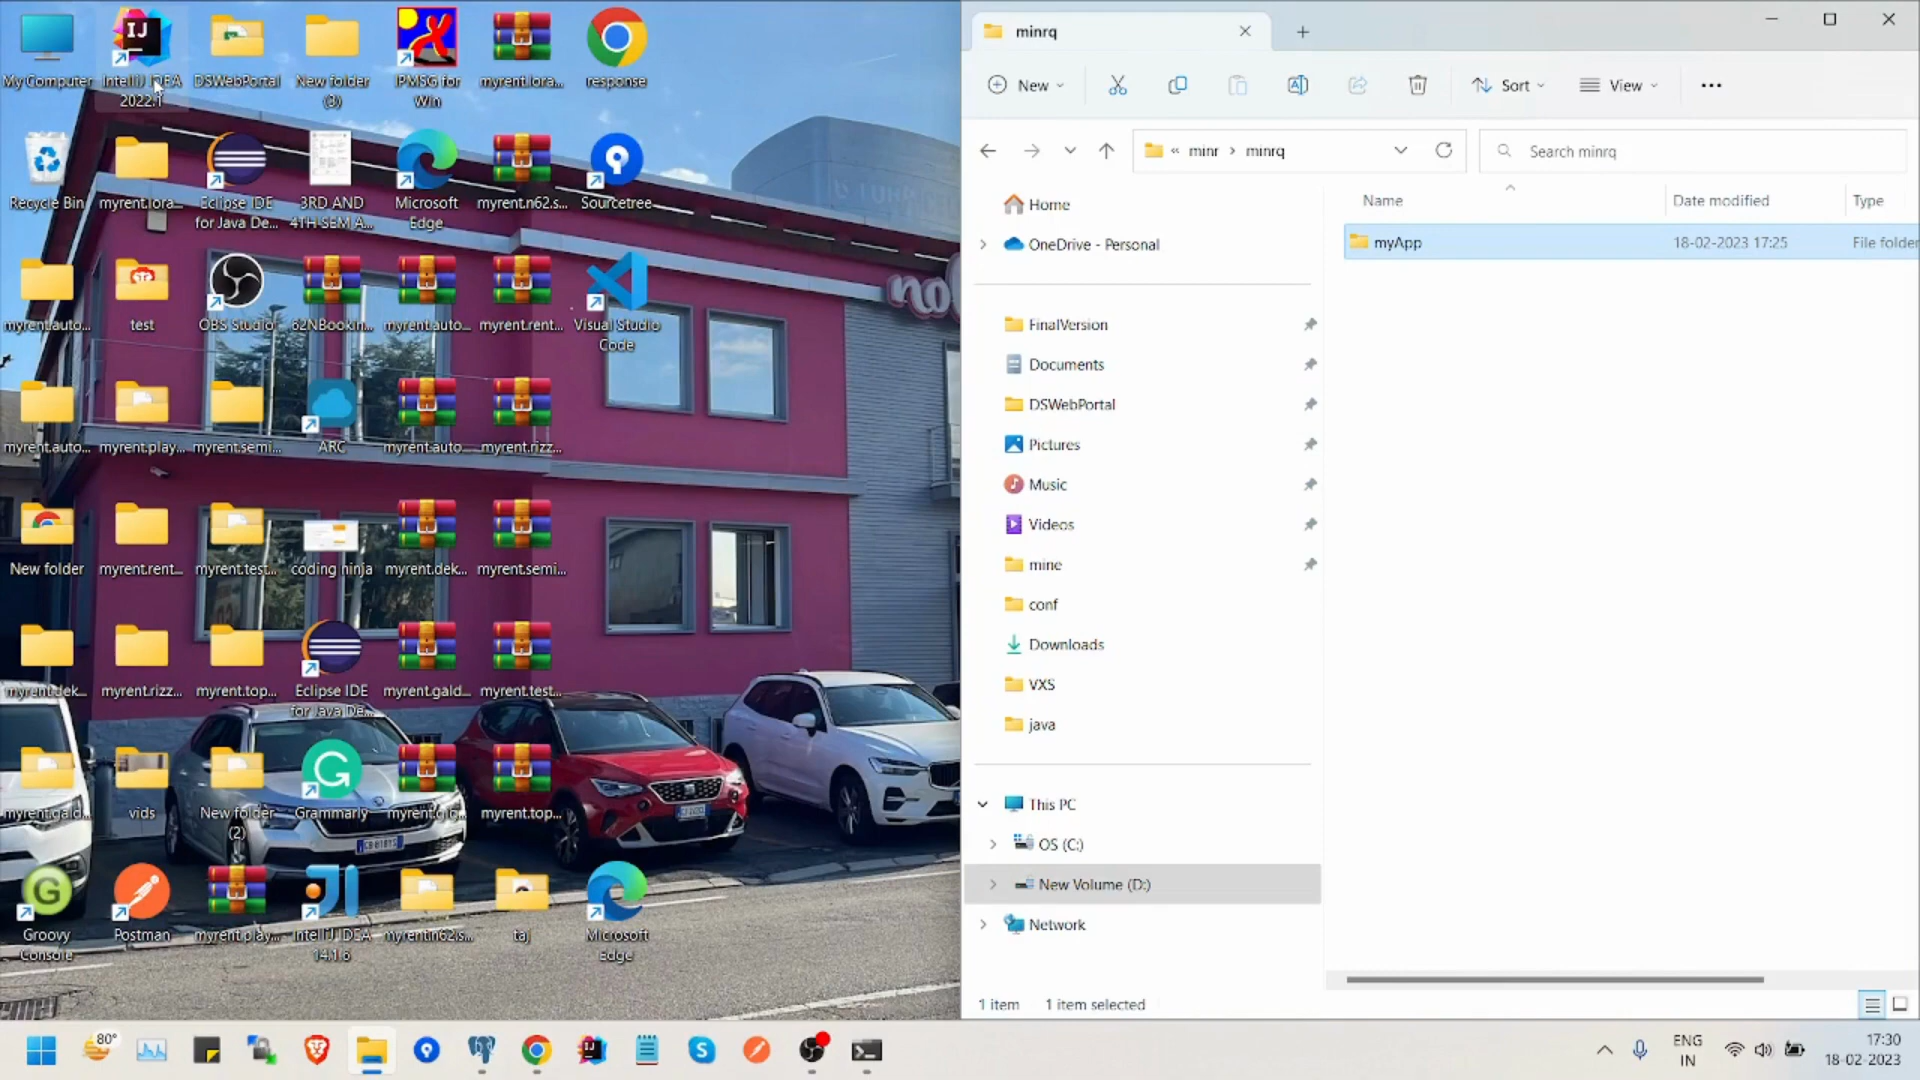 My Computer
IntelliJ IDEA
2022.1
DSWebPortal
New folder
(3)
IPMSG for
Win
myrent.lora...
response
Recycle Bin
myrent.lora...
Eclipse IDE
for Java De...
3RD AND
4TH SEM A...
Microsoft
Edge
myrent.n62.s...
Sourcetree
myrent.auto...
test
OBS Studio
62NBookin...
myrent.auto...
myrent.rent...
Visual Studio
Code
myrent.auto...
myrent.play...
myrent.semi...
ARC
myrent.auto...
myrent.rizz...
New folder
myrent.rent...
myrent.test...
coding ninja
myrent.dek...
myrent.semi...
myrent.dek...
myrent.rizz...
myrent.top...
Eclipse IDE
for Java De...
myrent.gald...
myrent.test...
myrent.gald...
vids
New folder
(2)
Grammarly
myrent.top...
Groovy
Console
Postman
myrent.play...
IntelliJ IDEA
14.1.6
myrent.n62.s...
taj
Microsoft
Edge
minrq
New
Sort
View
« minr > minrq
Search minrq
Home
OneDrive - Personal
FinalVersion
Documents
DSWebPortal
Pictures
Music
Videos
mine
conf
Downloads
VXS
java
This PC
OS (C:)
New Volume (D:)
Network
Name Date modified Type
myApp 18-02-2023 17:25 File folder
1 item 1 item selected
80°
ENG
IN
17:30
18-02-2023